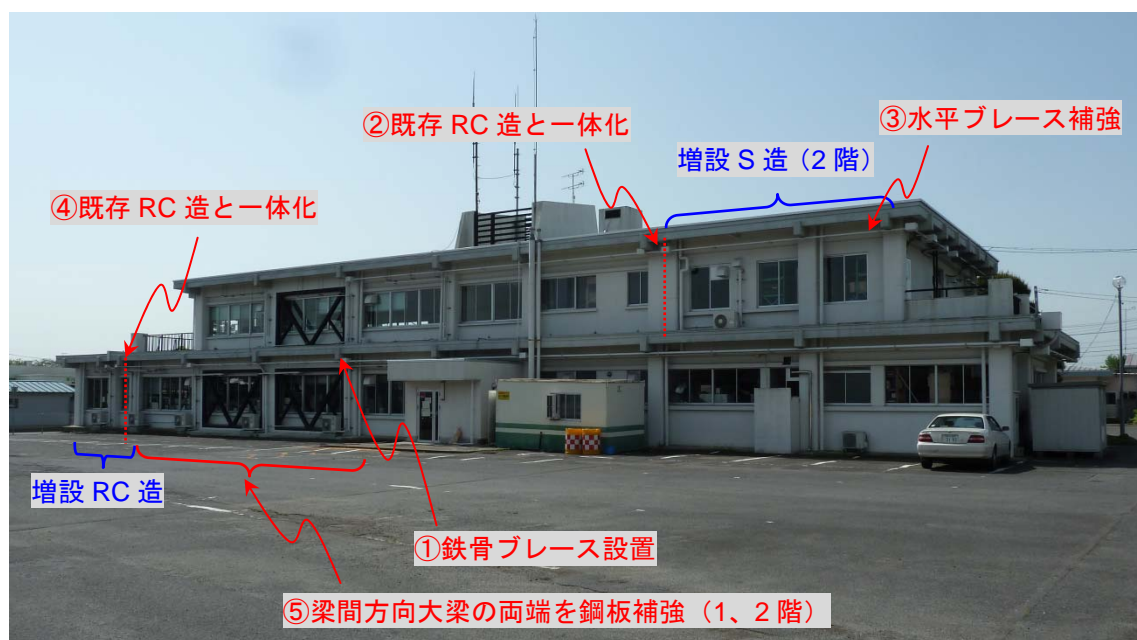 ②既存 RC 造と一体化
③水平ブレース補強
増設 S 造（2 階）
④既存 RC 造と一体化
増設 RC 造
①鉄骨ブレース設置
⑤梁間方向大梁の両端を鋼板補強（1、2 階）